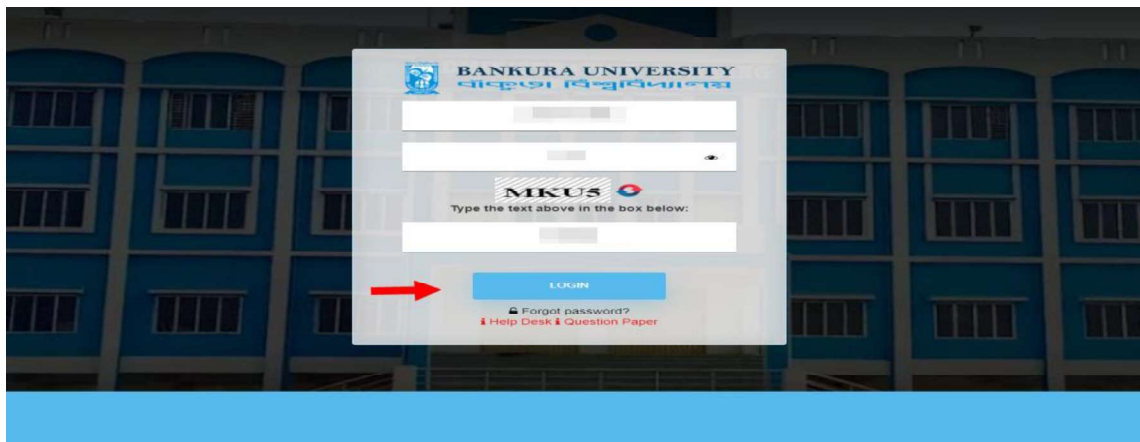 BANKURA UNIVERSITY
বাঁকুড়া বিশ্ববিদ্যালয়
MKU5
Type the text above in the box below:
LOGIN
Forgot password?
Help Desk Question Paper